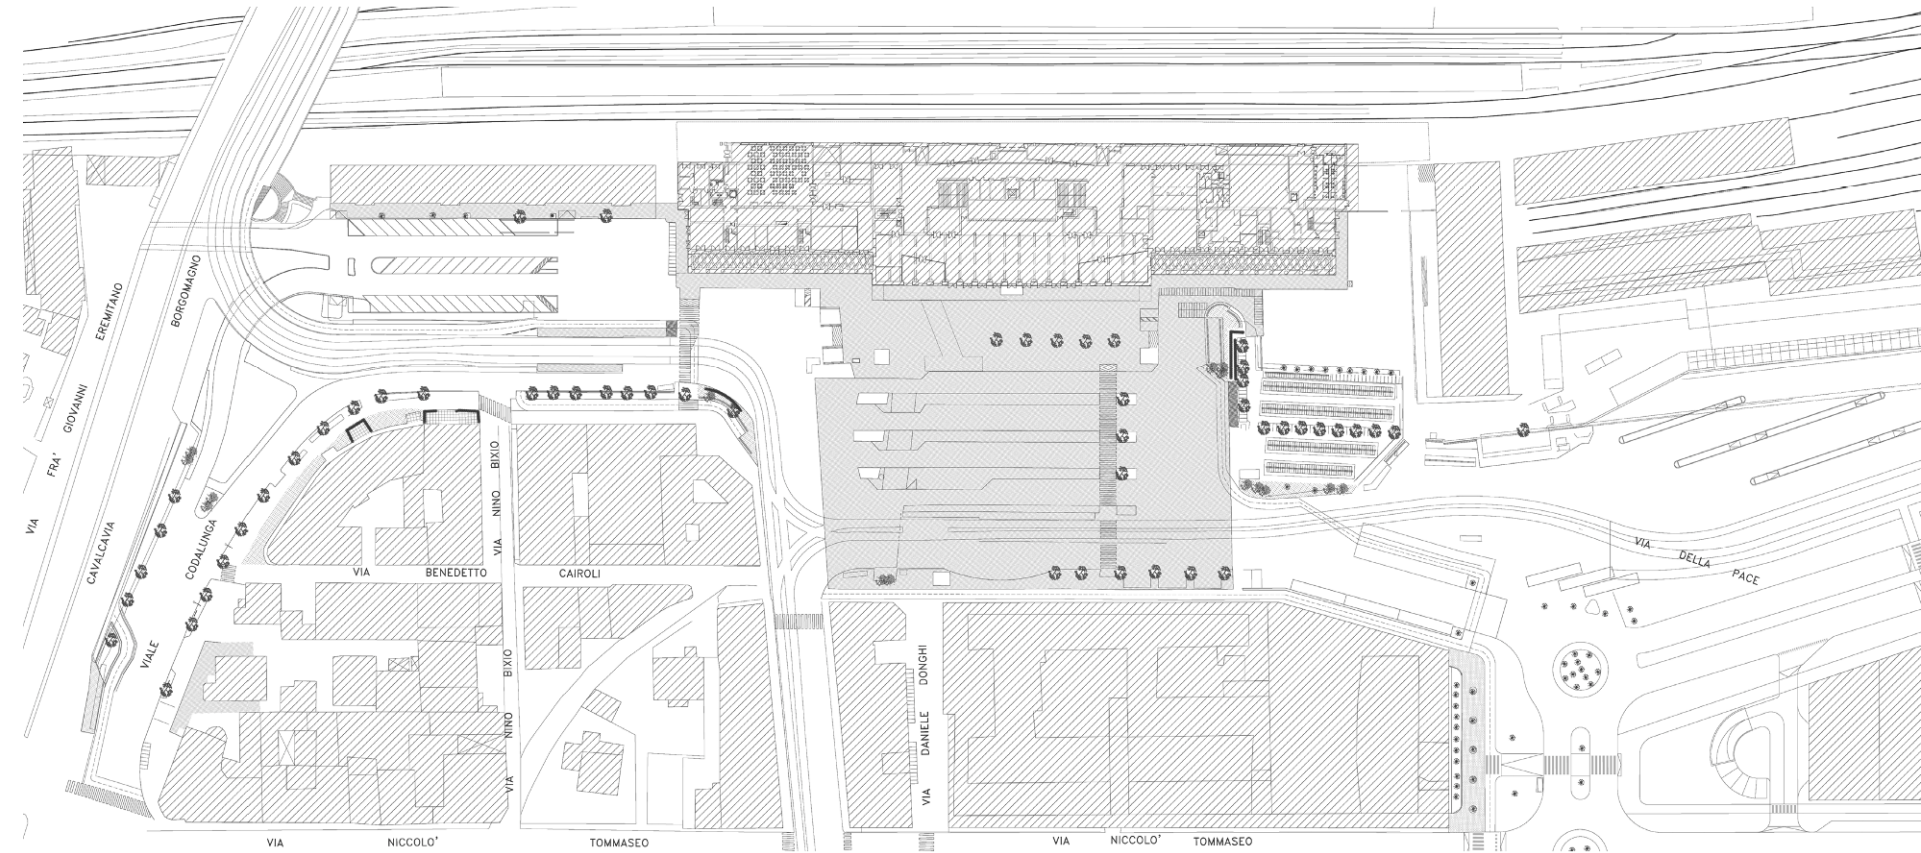 VIA FRA' GIOVANNI EREMITANO
CAVALCAVIA BORGOMAGNO
VIALE CODALUNGA
VIA NINO BIXIO
VIA BENEDETTO CAIROLI
VIA NINO BIXIO
VIA DANIELE DONGHI
VIA DELLA PACE
VIA NICCOLO' TOMMASEO
VIA NICCOLO' TOMMASEO